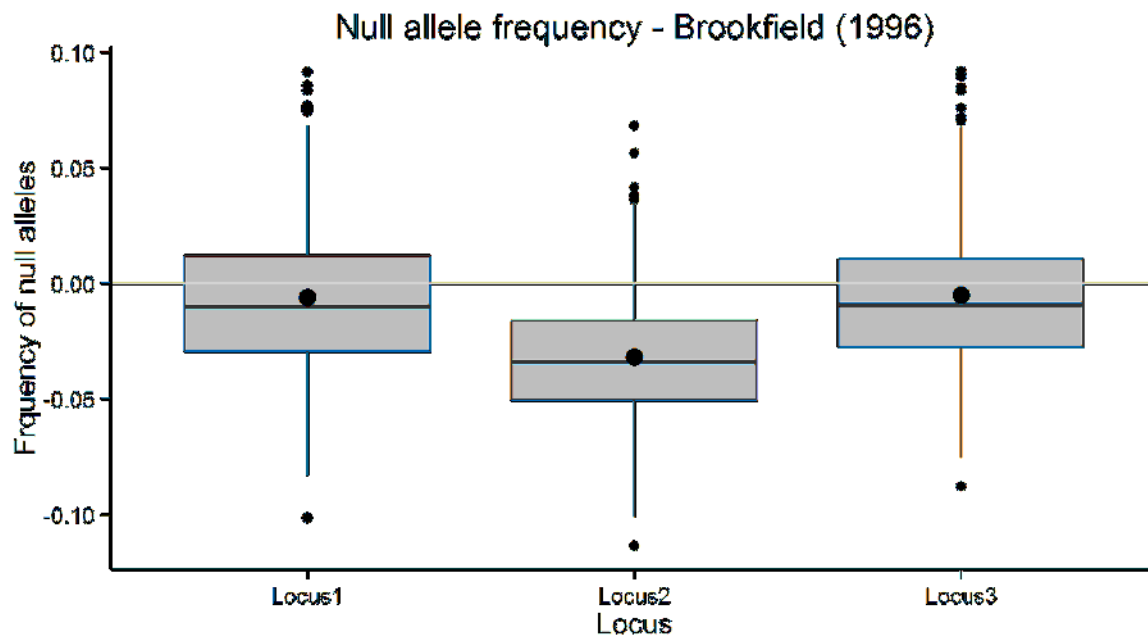 Null allele frequency - Brookfield (1996)
Frquency of null alleles
0.10
0.05
0.00
-0.05
-0.10
Locus1
Locus2
Locus3
Locus